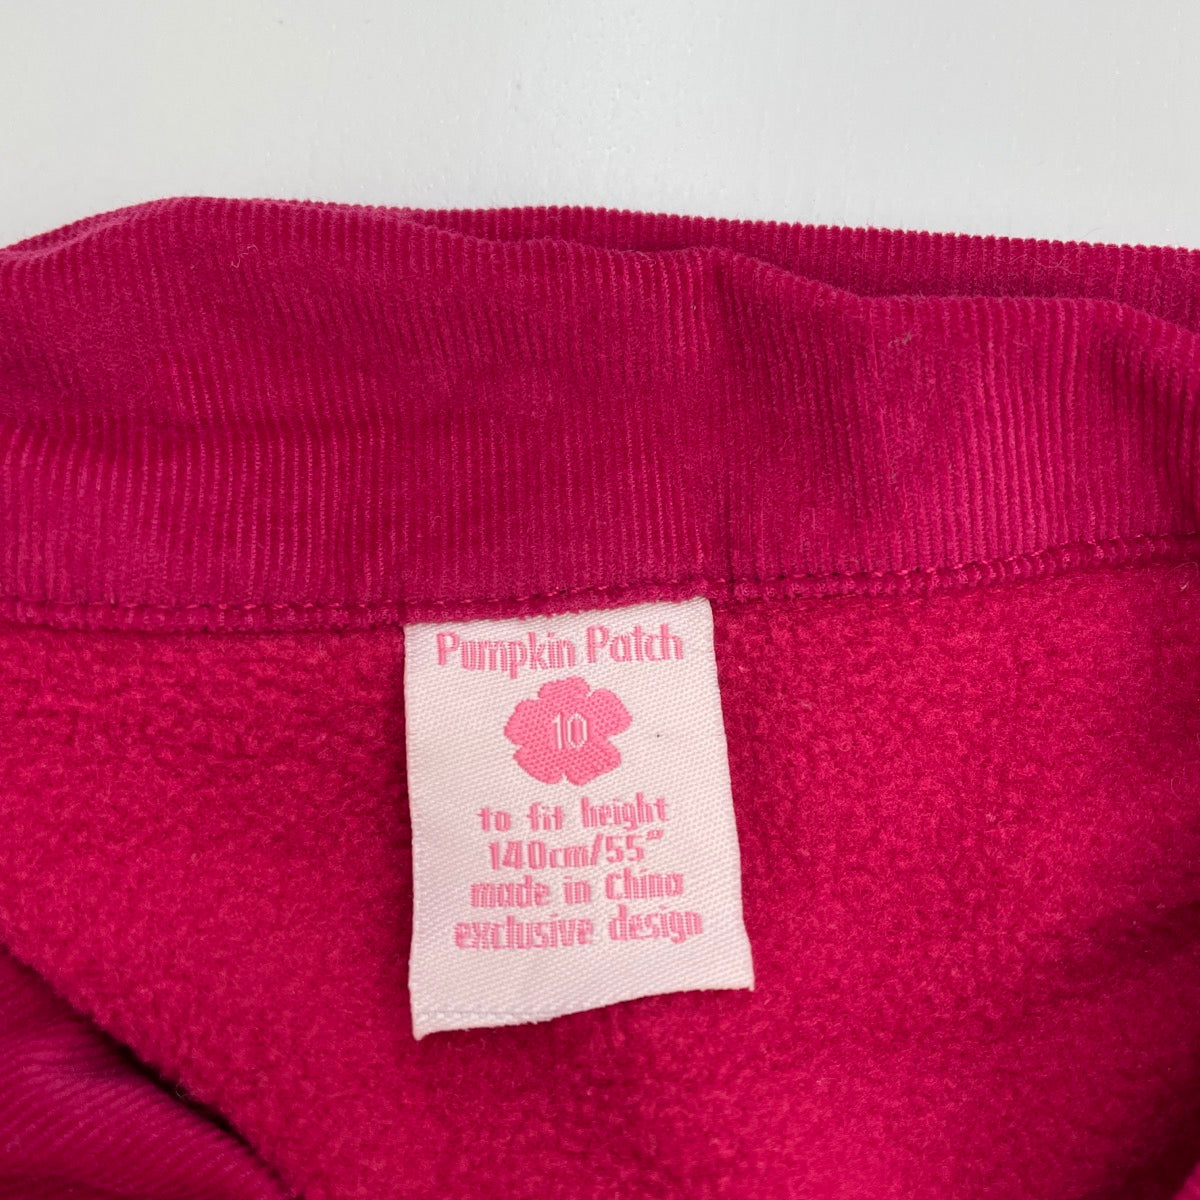 Pumpkin Patch
10
to fit height
140cm/55"
made in China
exclusive design